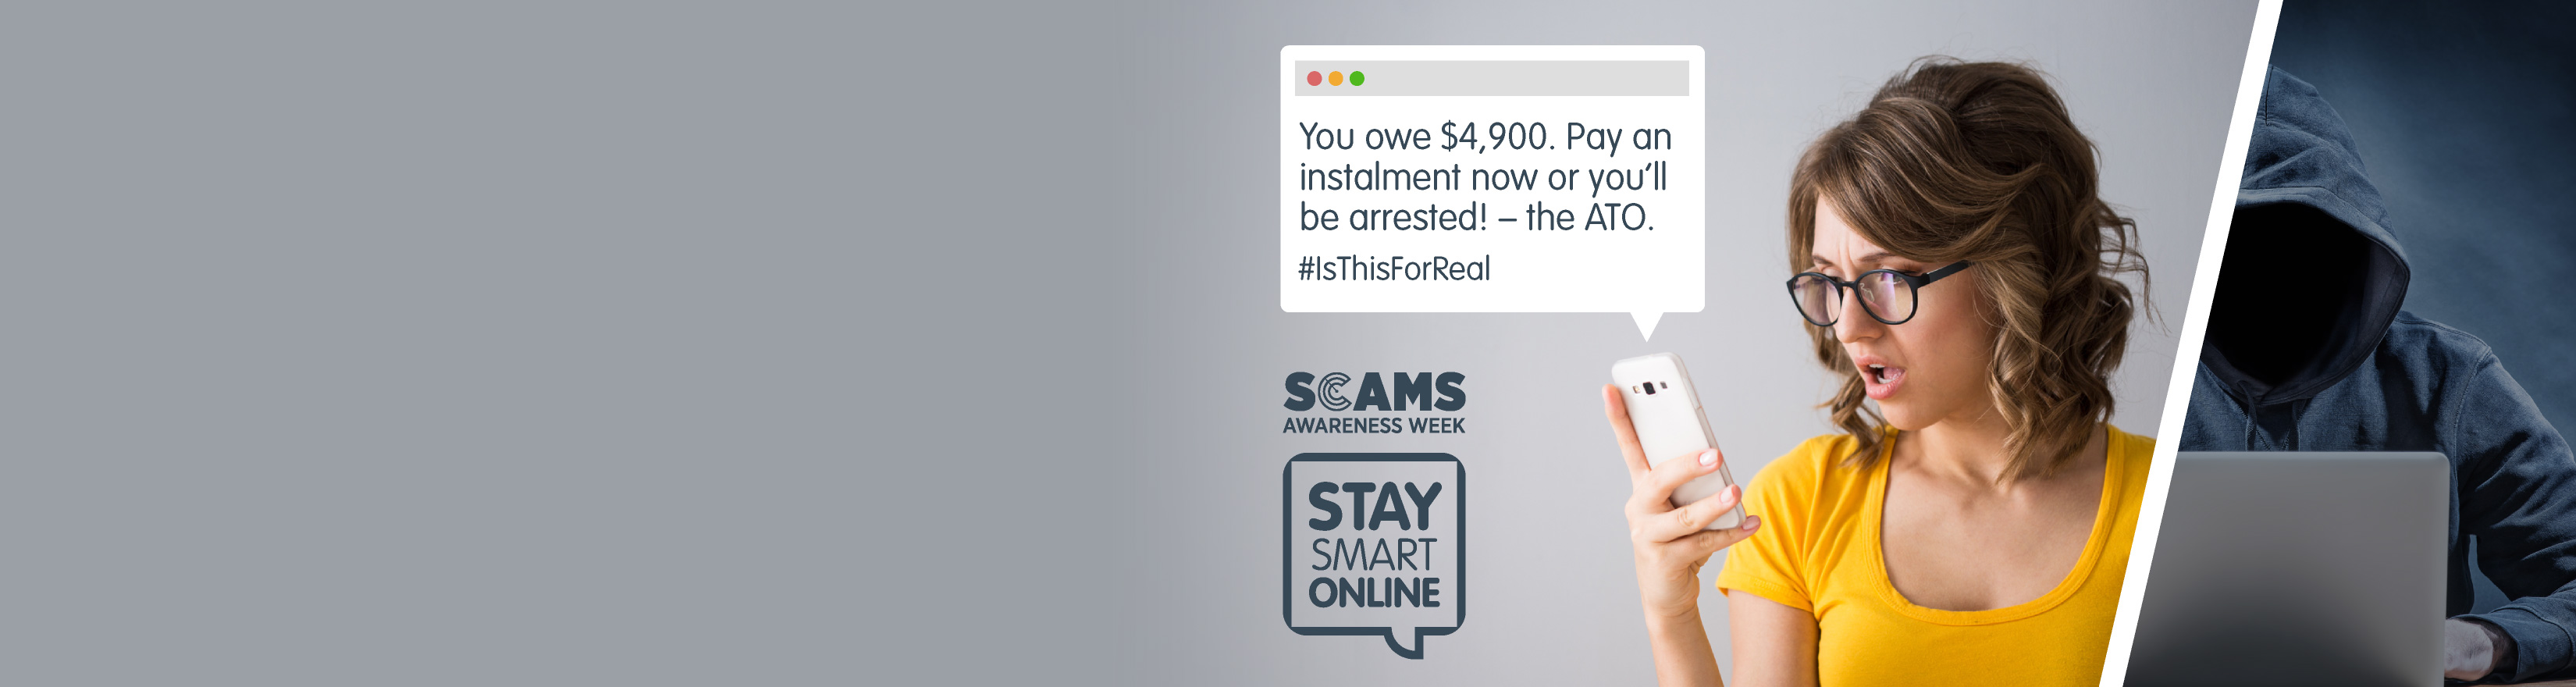 You owe $4,900. Pay an
instalment now or you'll
be arrested! – the ATO.
#IsThisForReal
SCAMS
AWARENESS WEEK
STAY
SMART
ONLINE